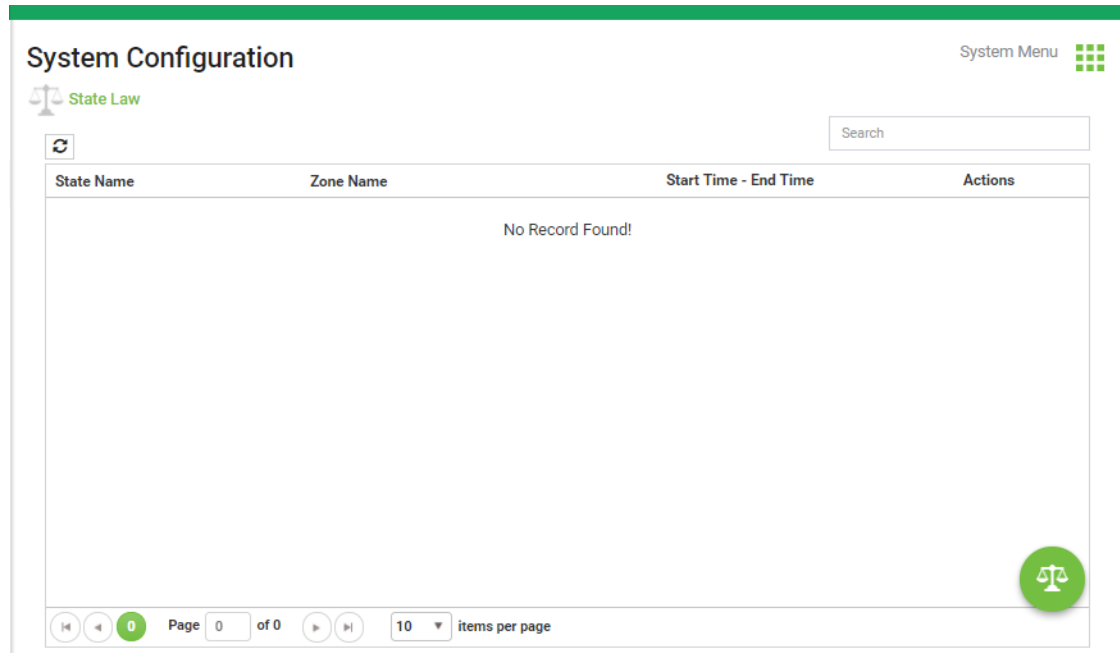 System Configuration
System Menu
State Law
Search
State Name Zone Name Start Time - End Time Actions
No Record Found!
0 Page 0 of 0 10 items per page